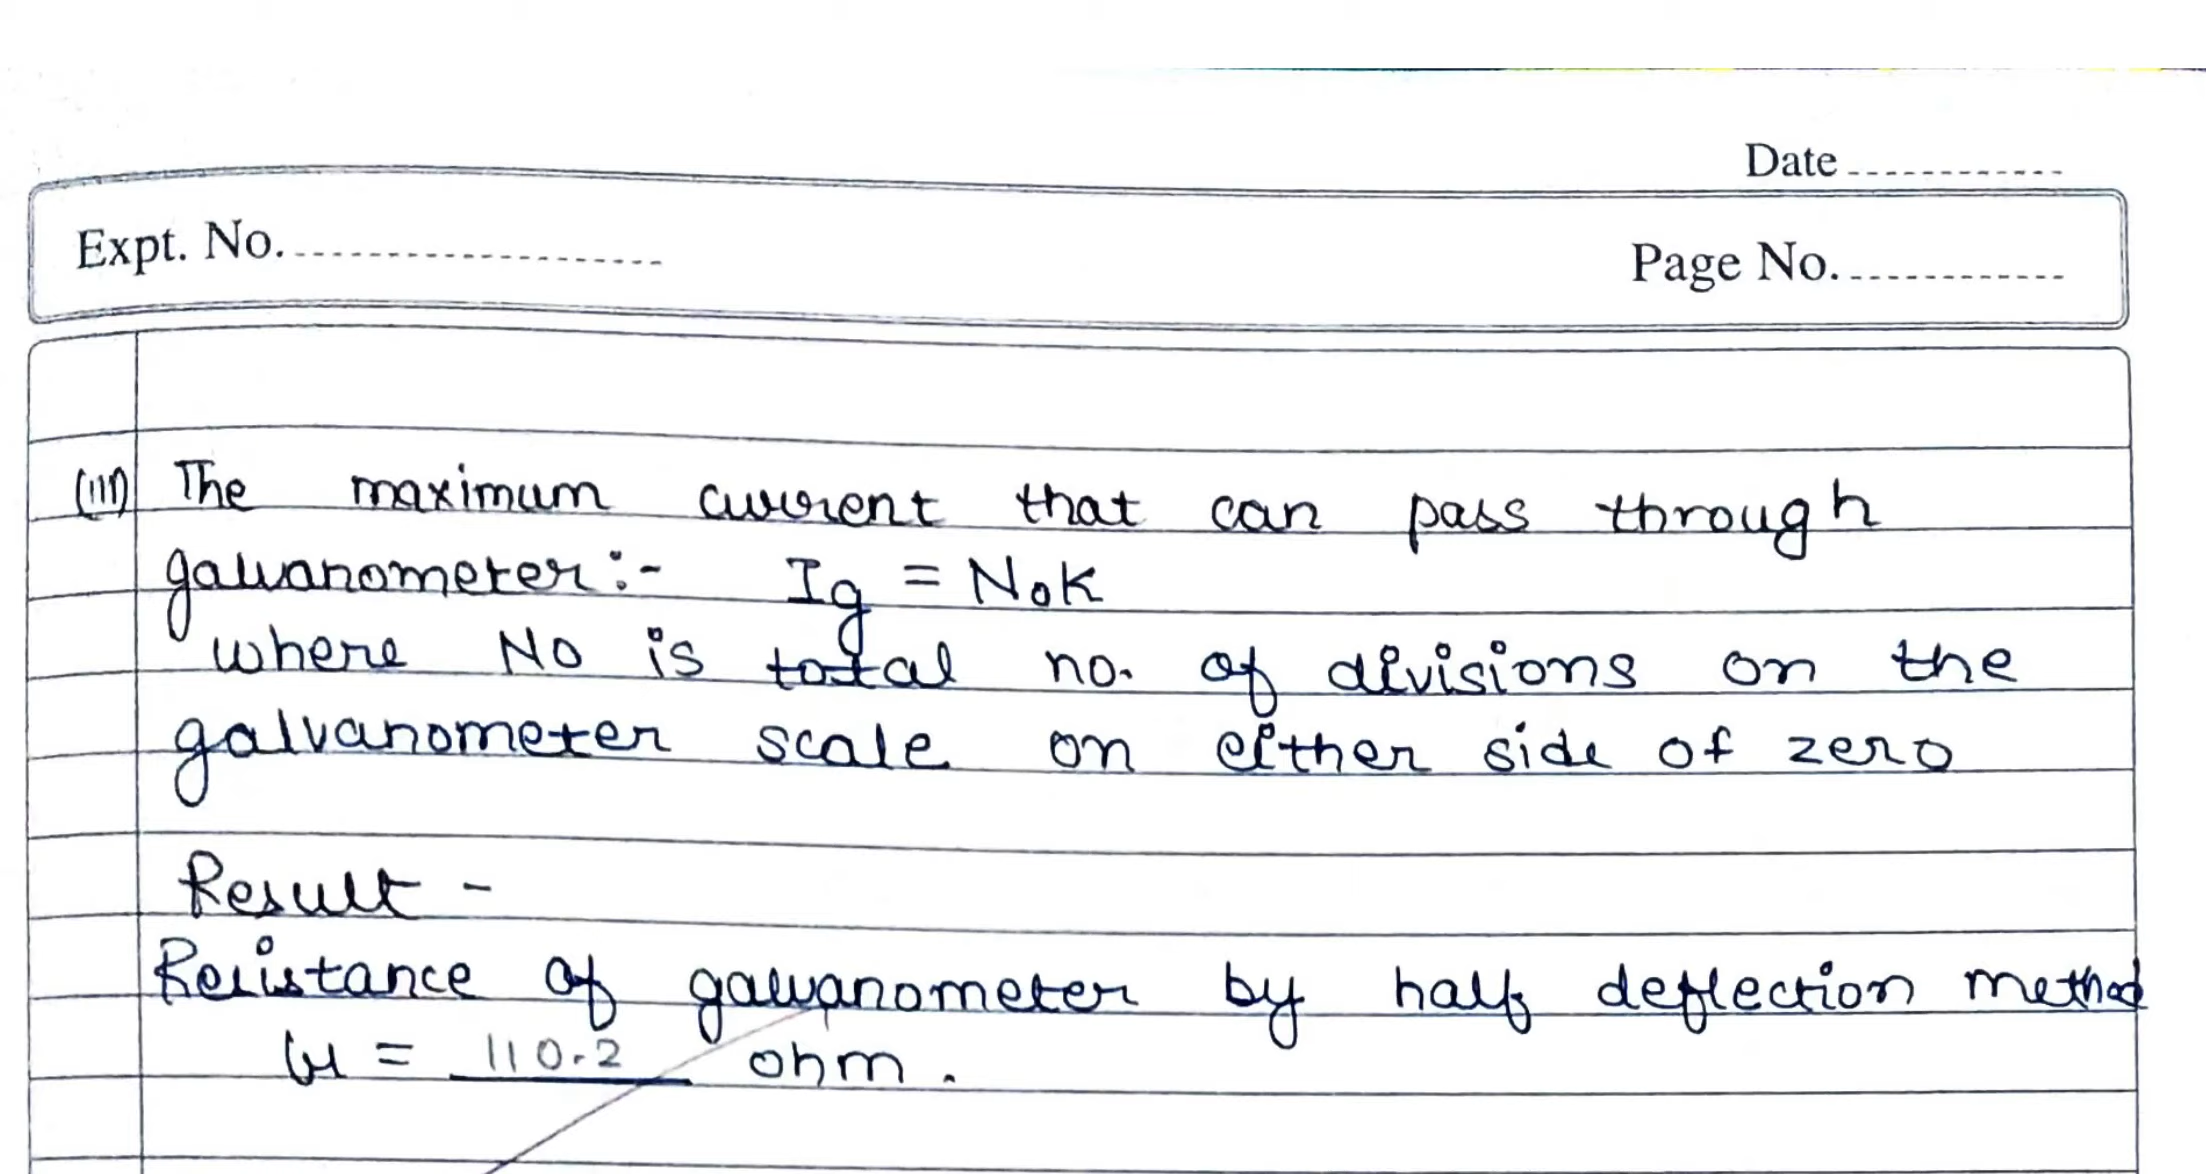 Date ............
Expt. No. ....................
Page No. ............
(III) The maximum current that can pass through
galvanometer :- Ig = NoK
where No is total no. of divisions on the
galvanometer scale on either side of zero
Result -
Resistance of galvanometer by half deflection method
G = 110.2 ohm.